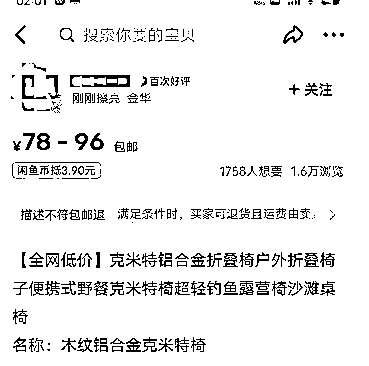 02:01
搜索你要的宝贝
百次好评
刚刚擦亮 金华
+ 关注
¥78 - 96 包邮
闲鱼币抵3.90元
1758人想要 1.6万浏览
描述不符包邮退 满足条件时，买家可退货且运费由卖。
【全网低价】克米特铝合金折叠椅户外折叠椅
子便携式野餐克米特椅超轻钓鱼露营椅沙滩桌
椅
名称：木纹铝合金克米特椅